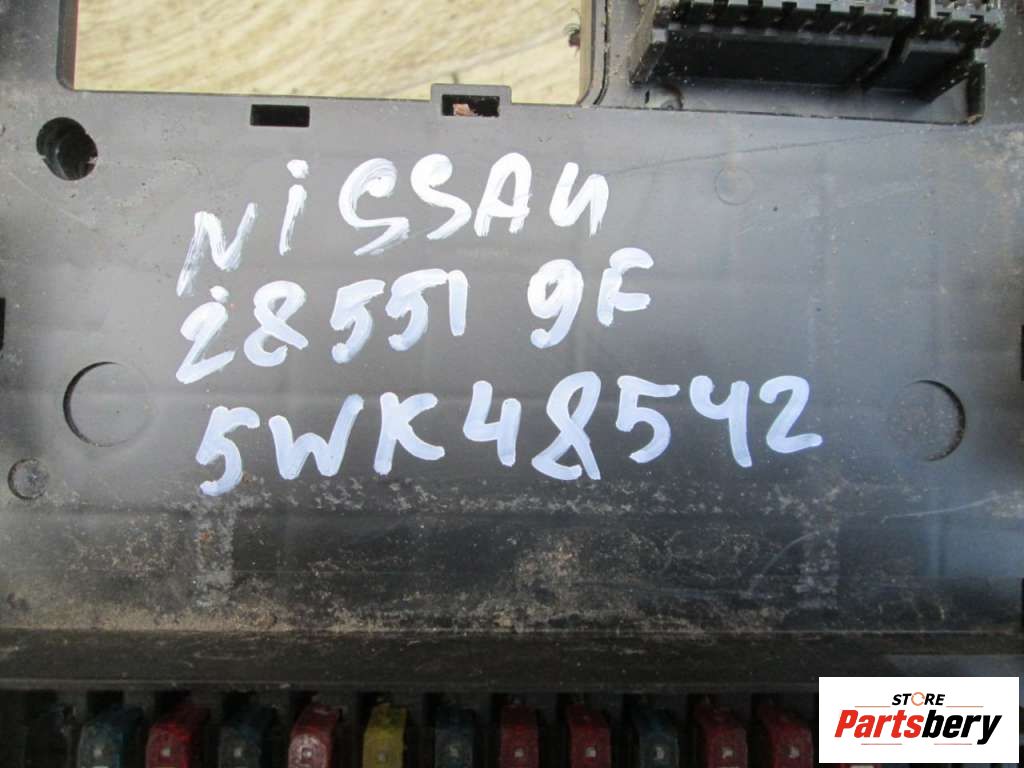 NiSSAN
28551 9F
5WK48542
STORE
Partsbery